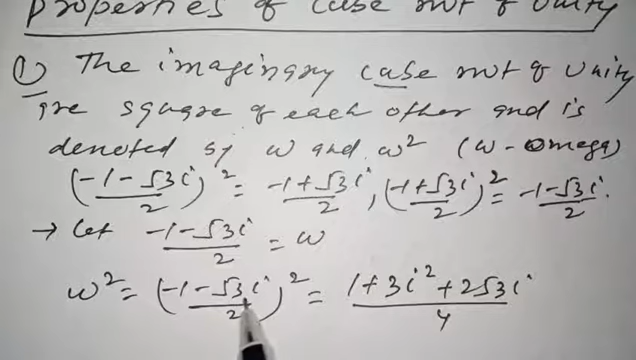 Properties of Cube root of Unity
① The imaginary cube root of Unity
are square of each other and is
denoted by ω and ω² (ω - Omega)
((-1-√3i)/2)² = (-1+√3i)/2, ((-1+√3i)/2)² = (-1-√3i)/2.
→ Let (-1-√3i)/2 = ω
ω² = ((-1-√3i)/2)² = (1+3i²+2√3i)/4